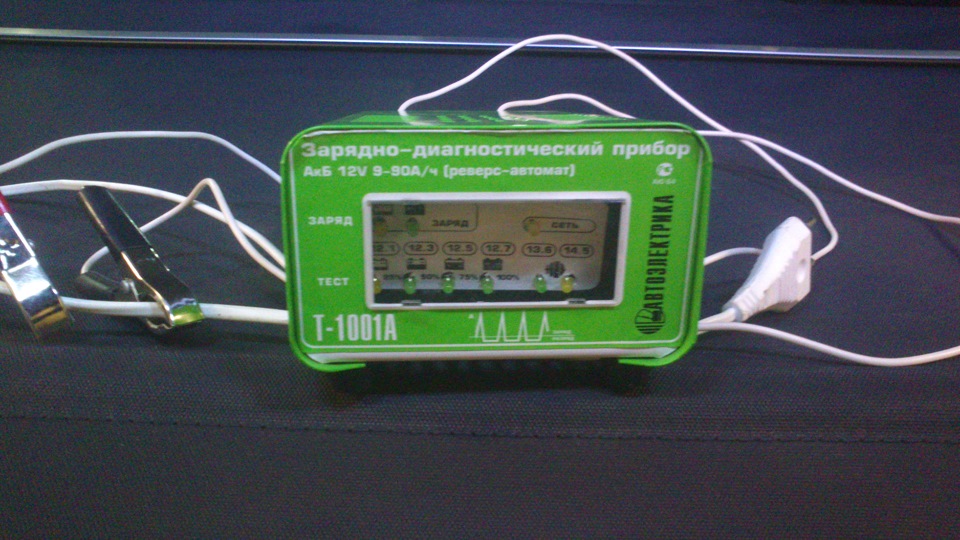 Зарядно-диагностический прибор
АкБ 12V 9-90А/ч (реверс-автомат)
ЗАРЯД
ЗАРЯД
СЕТЬ
12.1 12.3 12.5 12.7 13.6 14.5
ТЕСТ
25% 50% 75% 100%
Т-1001А
АВТОЭЛЕКТРИКА